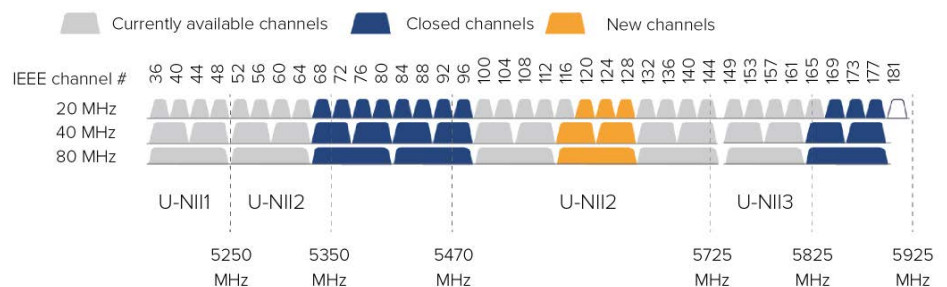 Currently available channels Closed channels New channels
IEEE channel # 36 40 44 48 52 56 60 64 68 72 76 80 84 88 92 96 100 104 108 112 116 120 124 128 132 136 140 144 149 153 157 161 165 169 173 177 181
20 MHz
40 MHz
80 MHz
U-NII1 U-NII2 U-NII2 U-NII3
5250 5350 5470 5725 5825 5925
MHz MHz MHz MHz MHz MHz